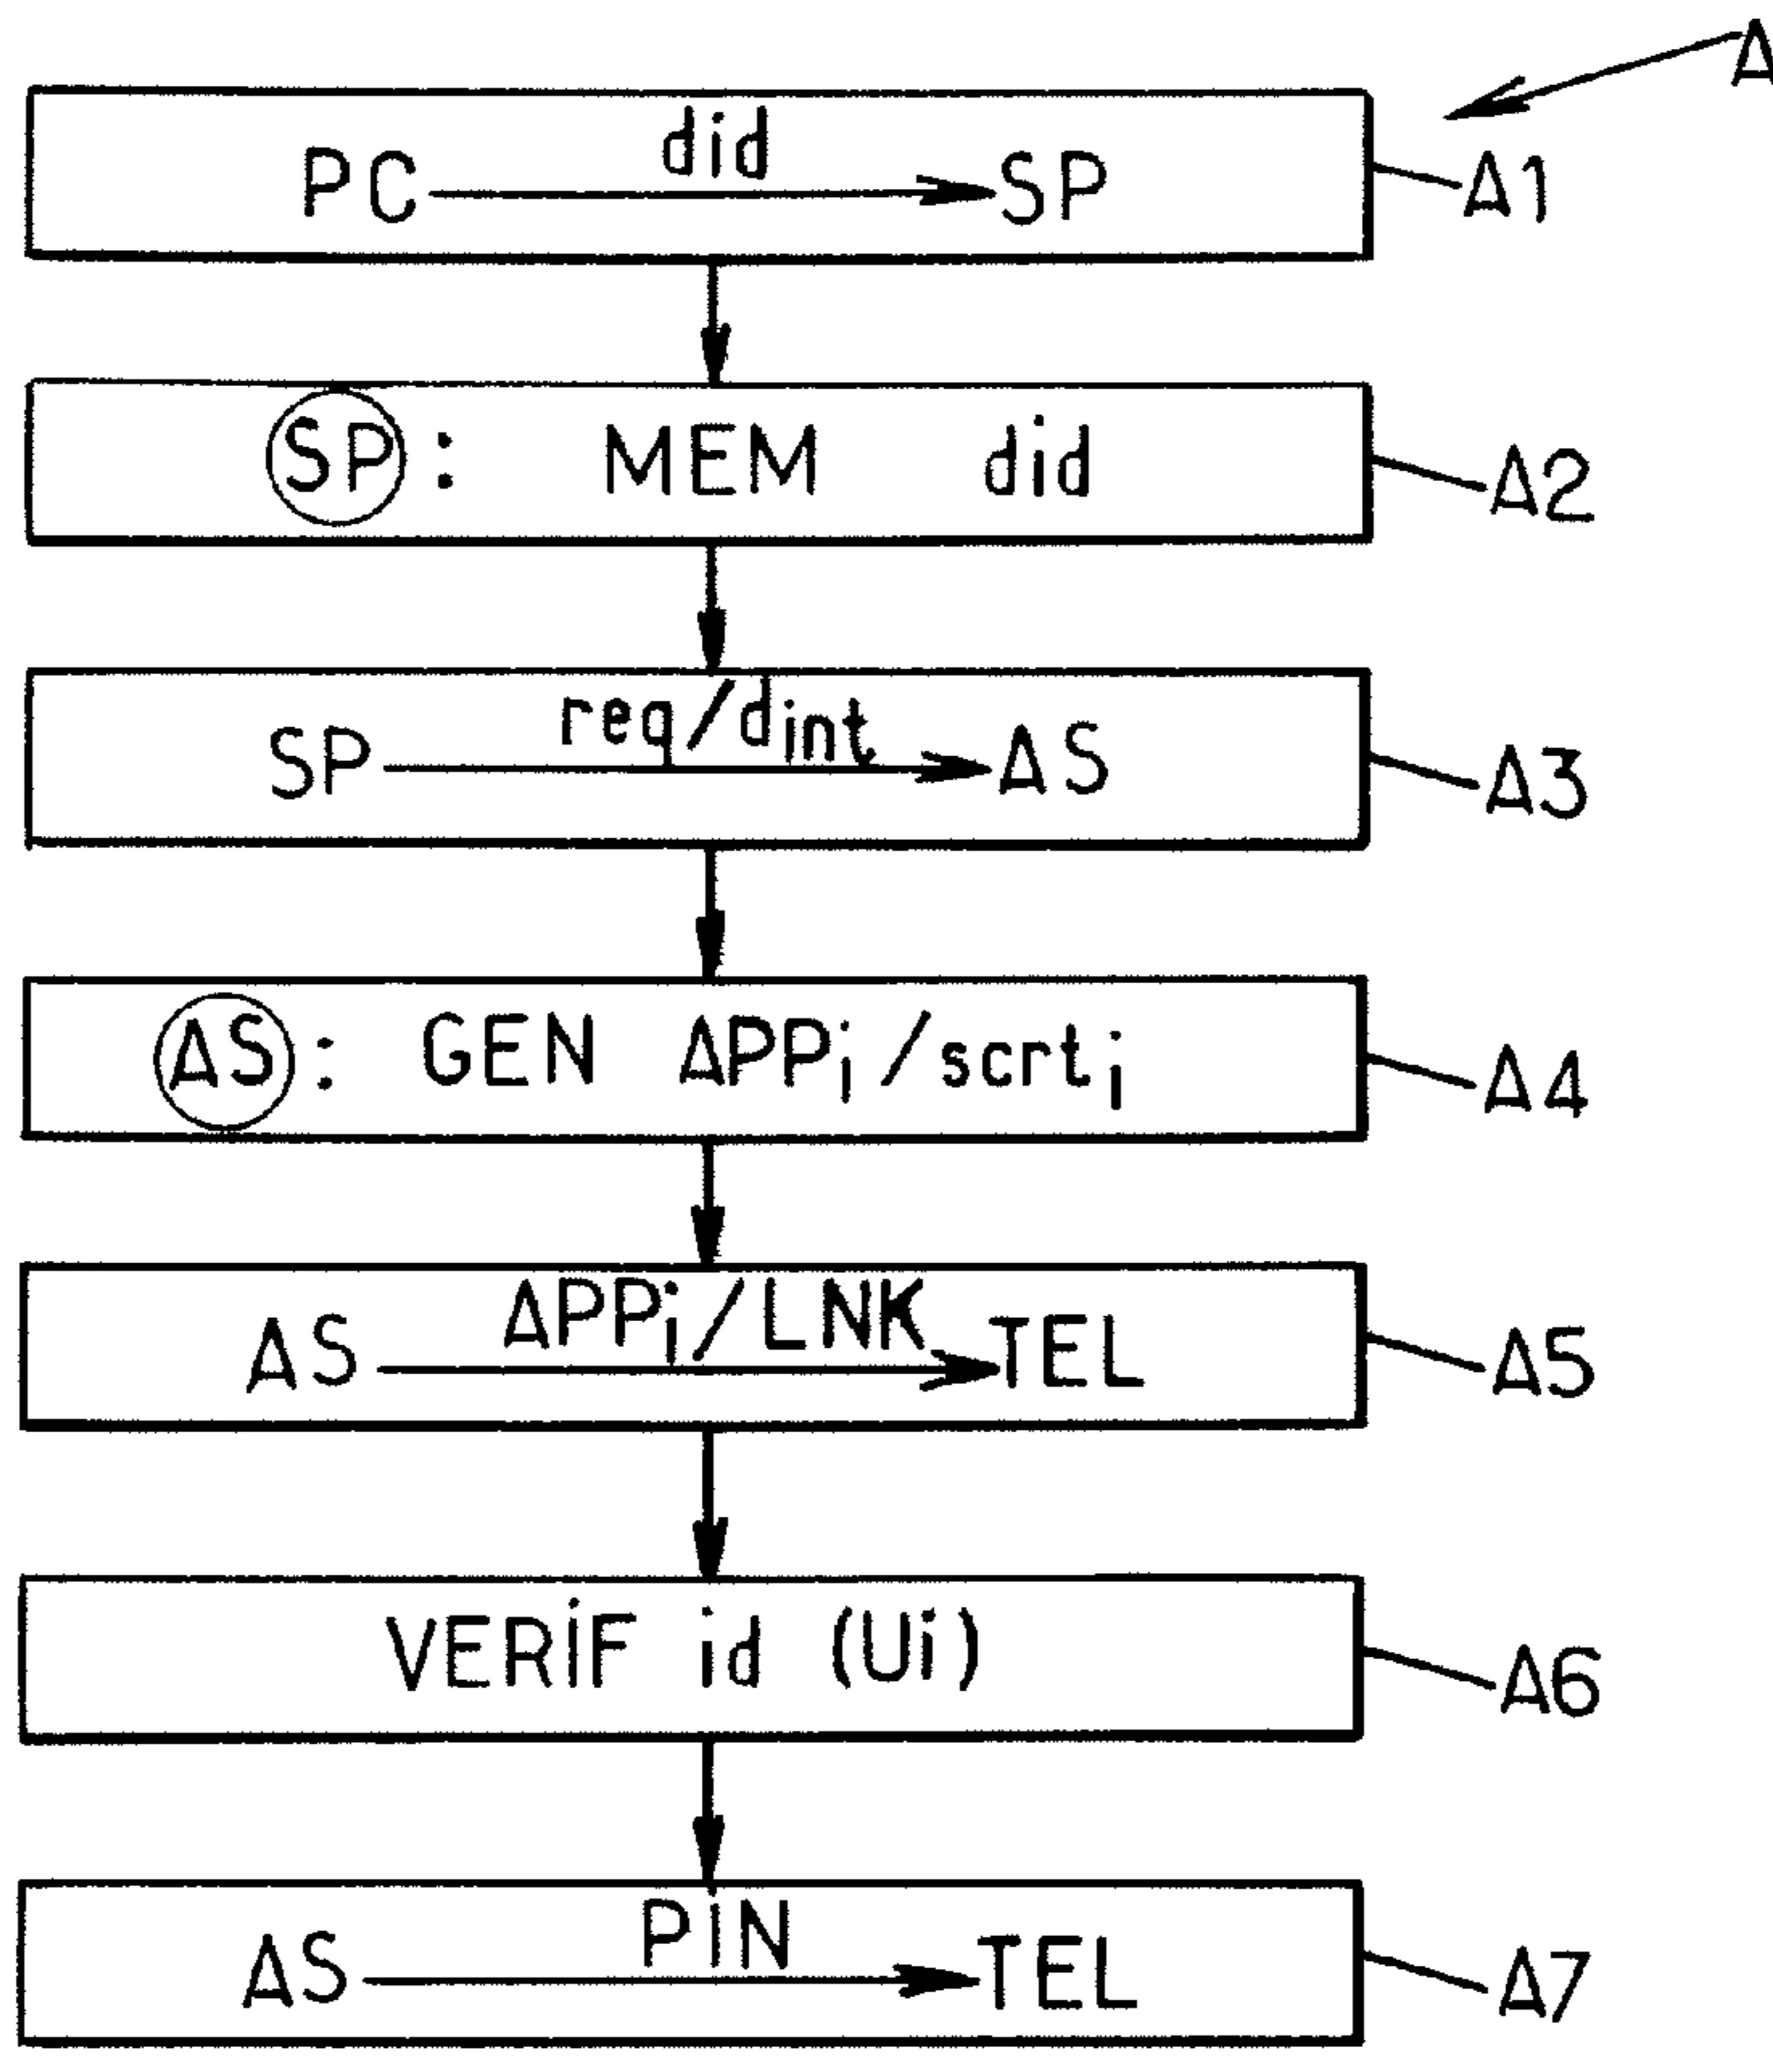 A
did
PC SP A1
SP : MEM did A2
req/dint
SP AS A3
AS : GEN APPi/scrti A4
APPi/LNK
AS TEL A5
VERiF id (Ui) A6
PiN
AS TEL A7